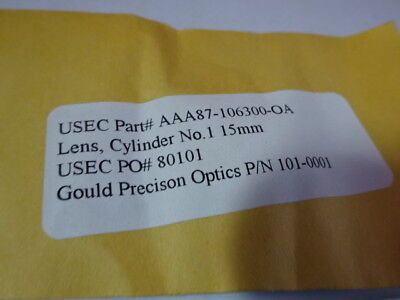 USEC Part# AAA87-106300-OA
Lens, Cylinder No.1 15mm
USEC PO# 80101
Gould Precison Optics P/N 101-0001